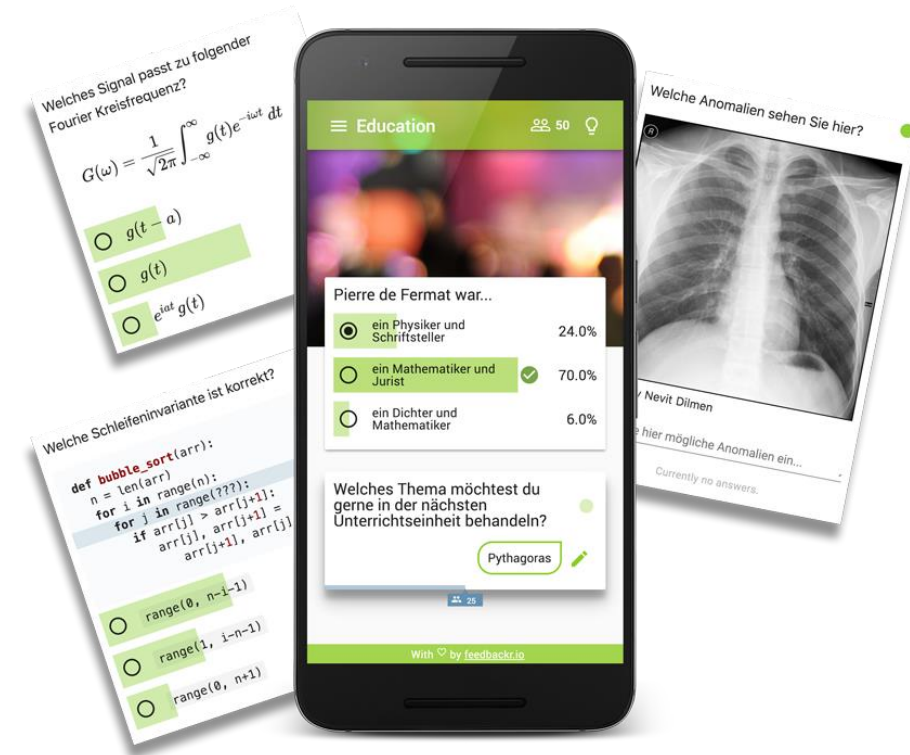 Welches Signal passt zu folgender
Fourier Kreisfrequenz?
G(ω) = 1/√2π ∫_{-∞}^{∞} g(t)e^{-iωt} dt
g(t − a)
g(t)
e^{iat} g(t)
Welche Schleifeninvariante ist korrekt?
def bubble_sort(arr):
n = len(arr)
for i in range(n):
for j in range(???):
if arr[j] > arr[j+1]:
arr[j], arr[j+1] =
arr[j+1], arr[j]
range(0, n-i-1)
range(1, i-n-1)
range(0, n+1)
Education
50
Pierre de Fermat war...
ein Physiker und
Schriftsteller
24.0%
ein Mathematiker und
Jurist
70.0%
ein Dichter und
Mathematiker
6.0%
Welches Thema möchtest du
gerne in der nächsten
Unterrichtseinheit behandeln?
Pythagoras
25
With ♡ by feedbackr.io
Welche Anomalien sehen Sie hier?
R
Nevit Dilmen
hier mögliche Anomalien ein...
Currently no answers.